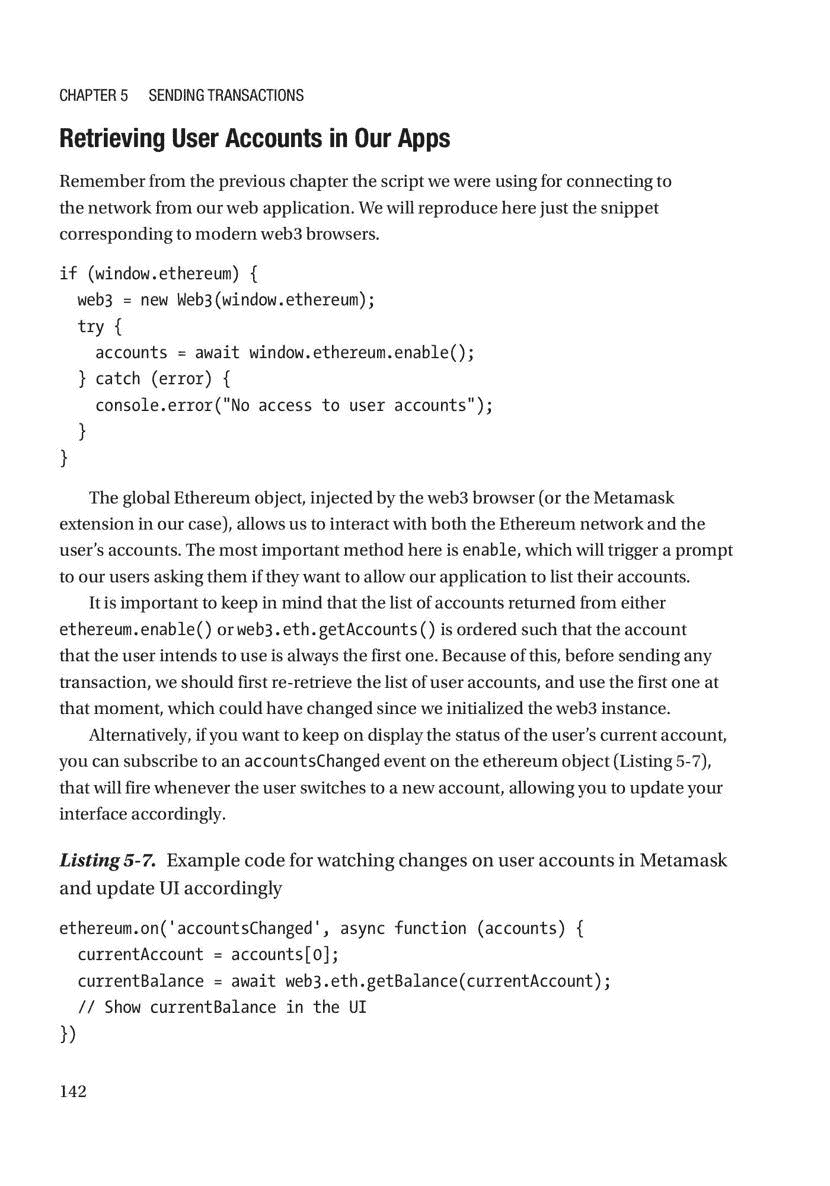 CHAPTER 5 SENDING TRANSACTIONS
Retrieving User Accounts in Our Apps
Remember from the previous chapter the script we were using for connecting to
the network from our web application. We will reproduce here just the snippet
corresponding to modern web3 browsers.
if (window.ethereum) {
  web3 = new Web3(window.ethereum);
  try {
    accounts = await window.ethereum.enable();
  } catch (error) {
    console.error("No access to user accounts");
  }
}
The global Ethereum object, injected by the web3 browser (or the Metamask
extension in our case), allows us to interact with both the Ethereum network and the
user’s accounts. The most important method here is enable, which will trigger a prompt
to our users asking them if they want to allow our application to list their accounts.
It is important to keep in mind that the list of accounts returned from either
ethereum.enable() or web3.eth.getAccounts() is ordered such that the account
that the user intends to use is always the first one. Because of this, before sending any
transaction, we should first re-retrieve the list of user accounts, and use the first one at
that moment, which could have changed since we initialized the web3 instance.
Alternatively, if you want to keep on display the status of the user’s current account,
you can subscribe to an accountsChanged event on the ethereum object (Listing 5-7),
that will fire whenever the user switches to a new account, allowing you to update your
interface accordingly.
Listing 5-7. Example code for watching changes on user accounts in Metamask
and update UI accordingly
ethereum.on('accountsChanged', async function (accounts) {
  currentAccount = accounts[0];
  currentBalance = await web3.eth.getBalance(currentAccount);
  // Show currentBalance in the UI
})
142